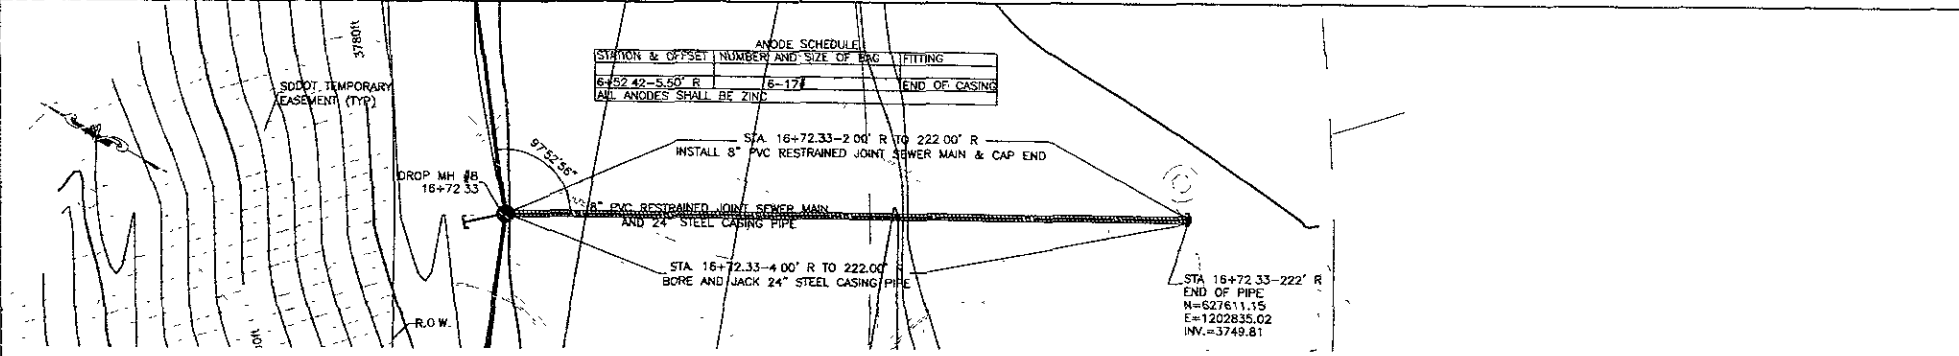 3780ft
ANODE SCHEDULE
STATION & OFFSET NUMBER AND SIZE OF BAG FITTING
6+52 42-5.50' R 6-17# END OF CASING
ALL ANODES SHALL BE ZINC
SDDOT TEMPORARY
EASEMENT (TYP)
STA. 16+72.33-2 00' R TO 222 00' R
INSTALL 8" PVC RESTRAINED JOINT SEWER MAIN & CAP END
97°52'56"
DROP MH #8
16+72 33
8" PVC RESTRAINED JOINT SEWER MAIN
AND 24" STEEL CASING PIPE
STA. 16+72.33-4 00' R TO 222.00'
BORE AND JACK 24" STEEL CASING PIPE
STA 16+72 33-222' R
END OF PIPE
N=627611.15
E=1202835.02
INV.=3749.81
R.O.W.